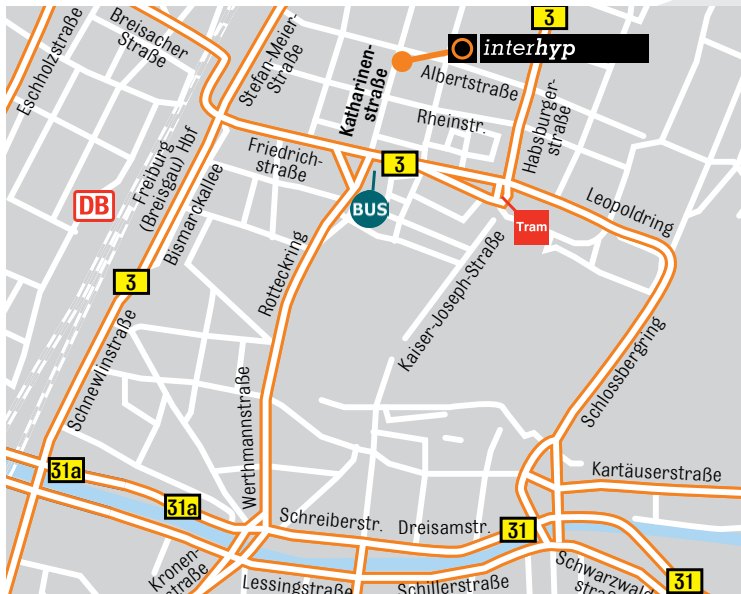 3
Breisacher
Straße
Eschholzstraße
Stefan-Meier-
Straße
Katharinen-
straße
interhyp
Albertstraße
Habsburger-
straße
Rheinstr.
Friedrich-
straße
3
Freiburg
(Breisgau) Hbf
DB
Bismarckallee
BUS
Tram
Leopoldring
3
Rotteckring
Kaiser-Joseph-Straße
Schnewlinstraße
Schlossbergring
Werthmannstraße
31a
31a
Kartäuserstraße
Schreiberstr.
Dreisamstr.
31
Kronen-
straße
Lessingstraße
Schillerstraße
Schwarzwald
straß
31